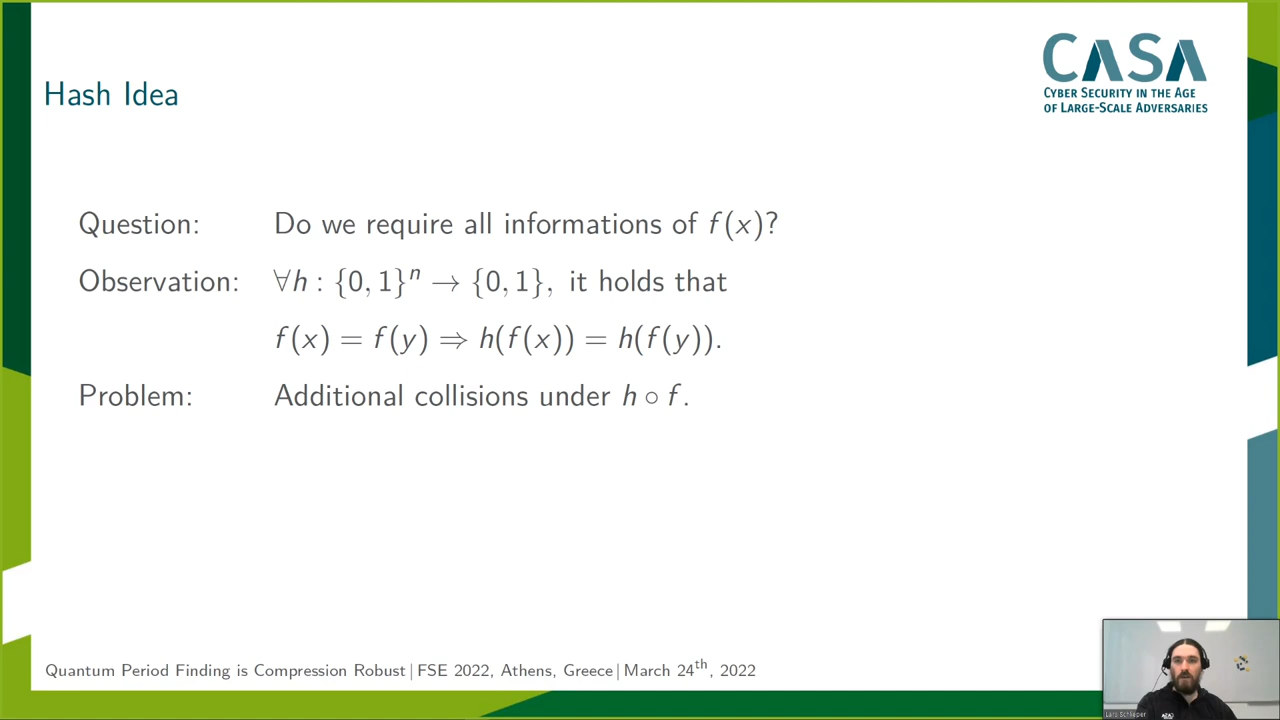 Hash Idea
CASA
CYBER SECURITY IN THE AGE
OF LARGE-SCALE ADVERSARIES
Question: Do we require all informations of f(x)?
Observation: ∀h : {0, 1}ⁿ → {0, 1}, it holds that
f(x) = f(y) ⇒ h(f(x)) = h(f(y)).
Problem: Additional collisions under h ∘ f.
Quantum Period Finding is Compression Robust | FSE 2022, Athens, Greece | March 24th, 2022
Lars Schlieper